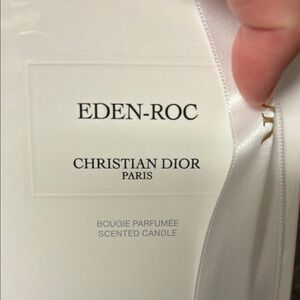 EDEN-ROC
CHRISTIAN DIOR
PARIS
BOUGIE PARFUMÉE
SCENTED CANDLE